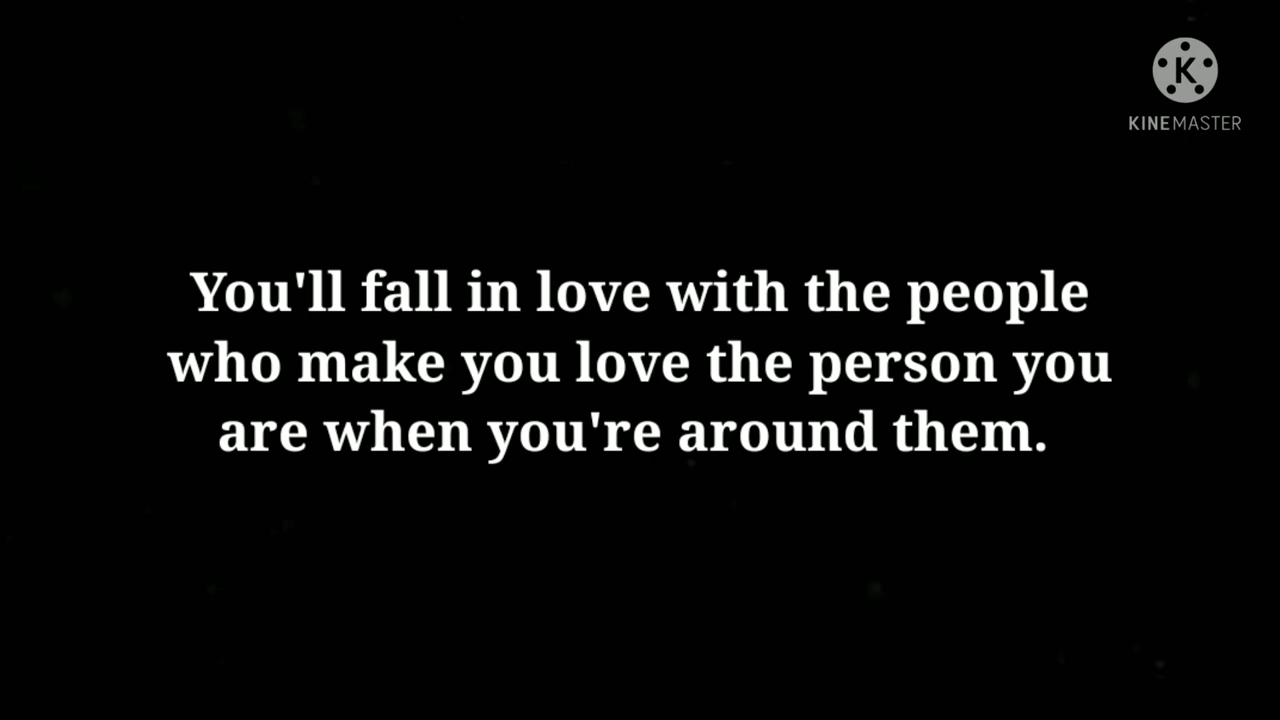 K
KINEMASTER
You'll fall in love with the people
who make you love the person you
are when you're around them.